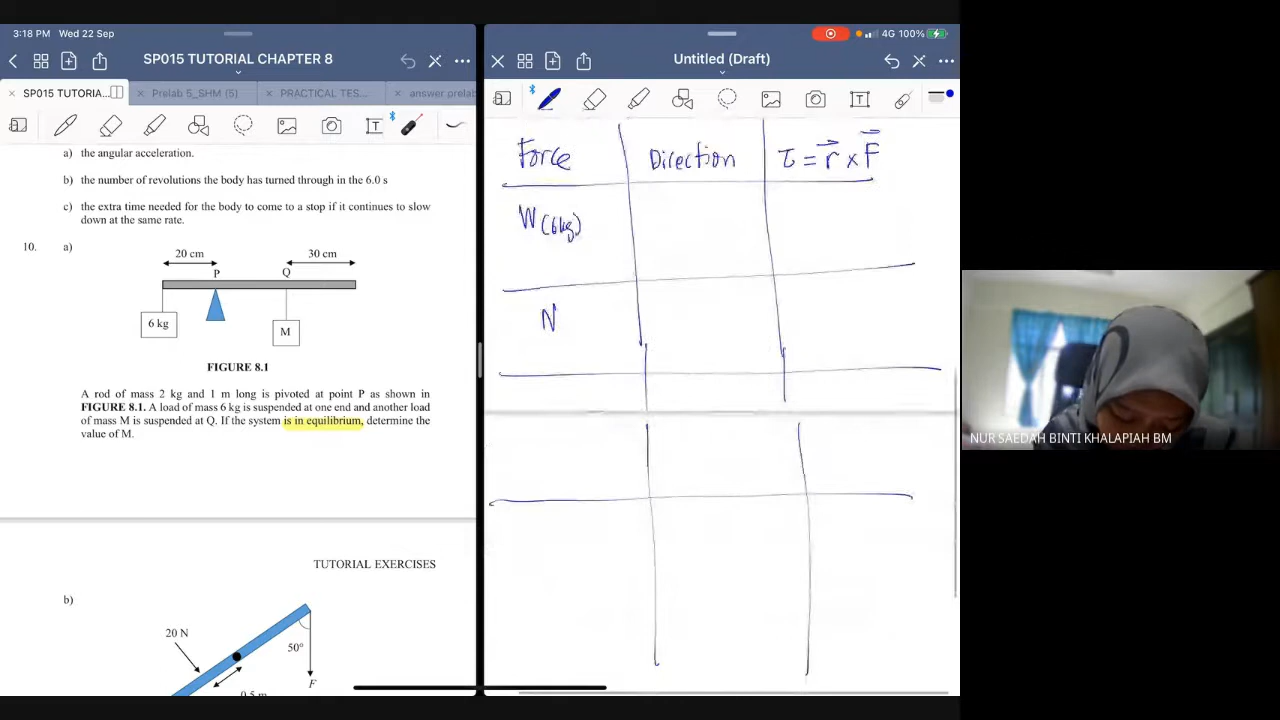 3:18 PM Wed 22 Sep
SP015 TUTORIAL CHAPTER 8
SP015 TUTORIA...
Prelab 5_SHM (5)
PRACTICAL TES...
answer prelab
a) the angular acceleration.
b) the number of revolutions the body has turned through in the 6.0 s
c) the extra time needed for the body to come to a stop if it continues to slow
down at the same rate.
10. a)
20 cm 30 cm
P Q
6 kg
M
FIGURE 8.1
A rod of mass 2 kg and 1 m long is pivoted at point P as shown in
FIGURE 8.1. A load of mass 6 kg is suspended at one end and another load
of mass M is suspended at Q. If the system is in equilibrium, determine the
value of M.
TUTORIAL EXERCISES
b)
20 N
50°
F
0.5 m
4G 100%
Untitled (Draft)
Force Direction τ = r⃗ × F⃗
W(6kg)
N
NUR SAEDAH BINTI KHALAPIAH BM